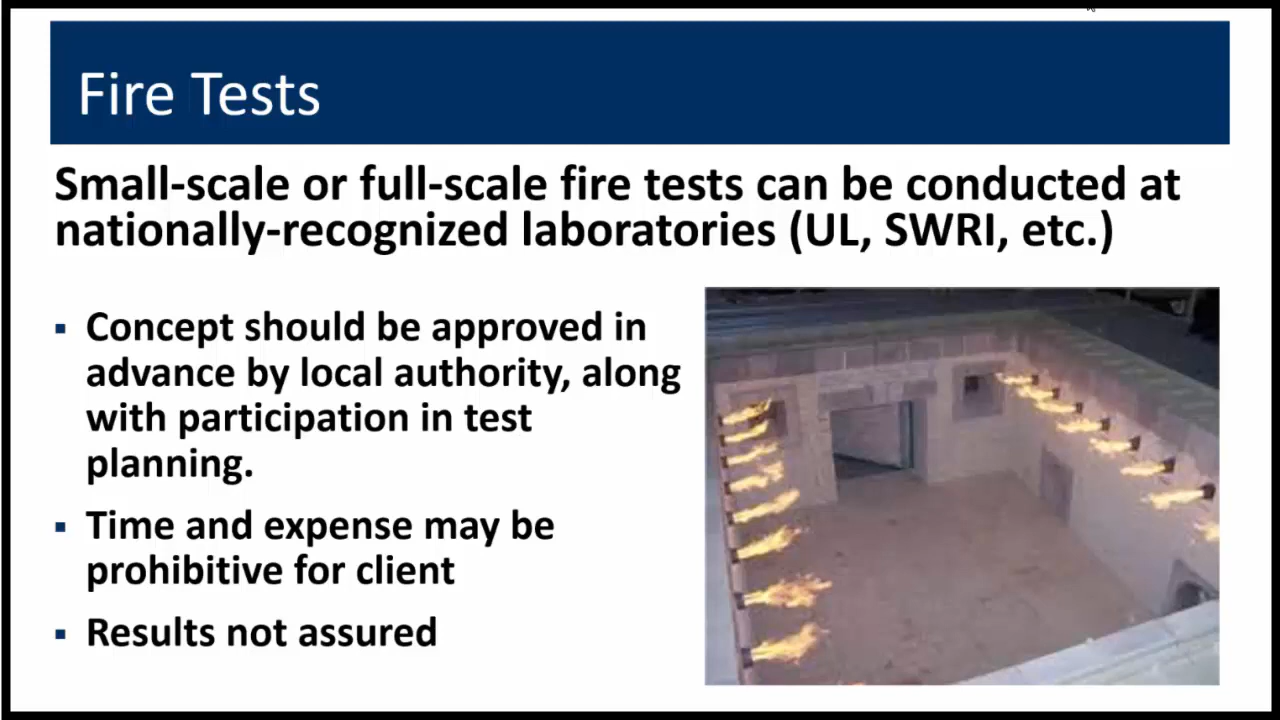 Fire Tests
Small-scale or full-scale fire tests can be conducted at
nationally-recognized laboratories (UL, SWRI, etc.)
▪ Concept should be approved in
advance by local authority, along
with participation in test
planning.
▪ Time and expense may be
prohibitive for client
▪ Results not assured